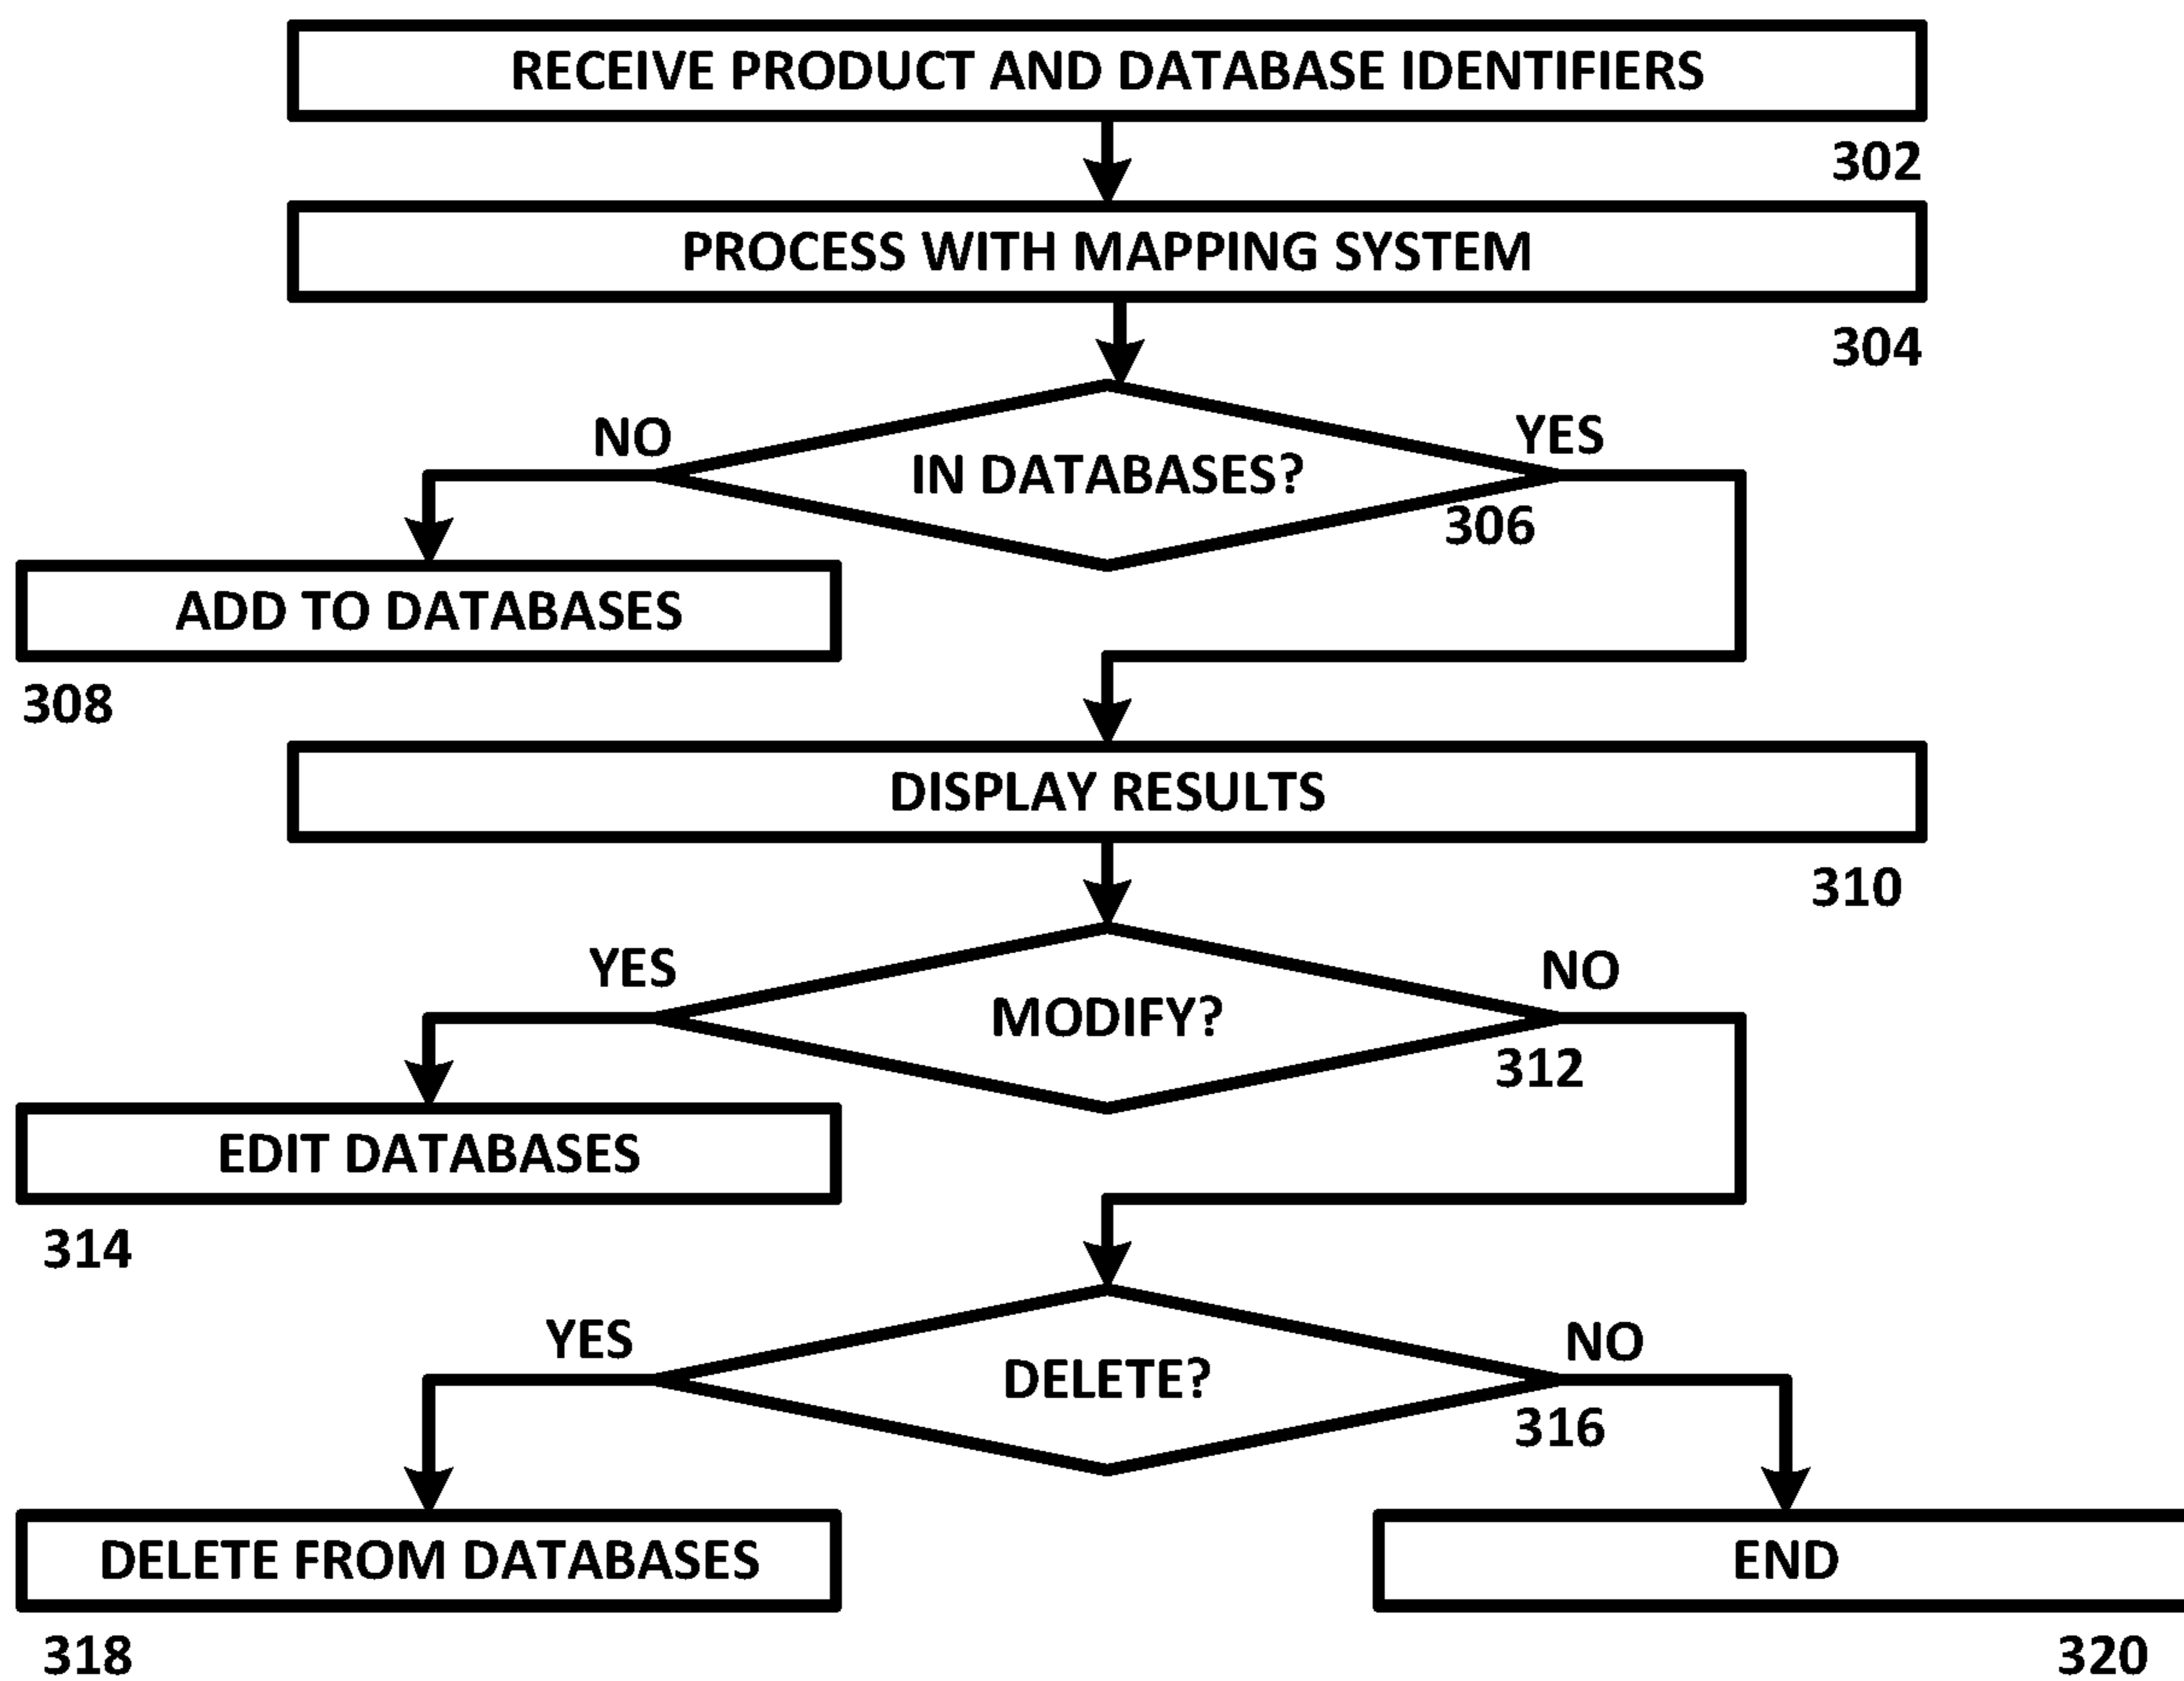 RECEIVE PRODUCT AND DATABASE IDENTIFIERS
302
PROCESS WITH MAPPING SYSTEM
304
NO
YES
IN DATABASES?
306
ADD TO DATABASES
308
DISPLAY RESULTS
310
YES
NO
MODIFY?
312
EDIT DATABASES
314
YES
NO
DELETE?
316
DELETE FROM DATABASES
END
318
320